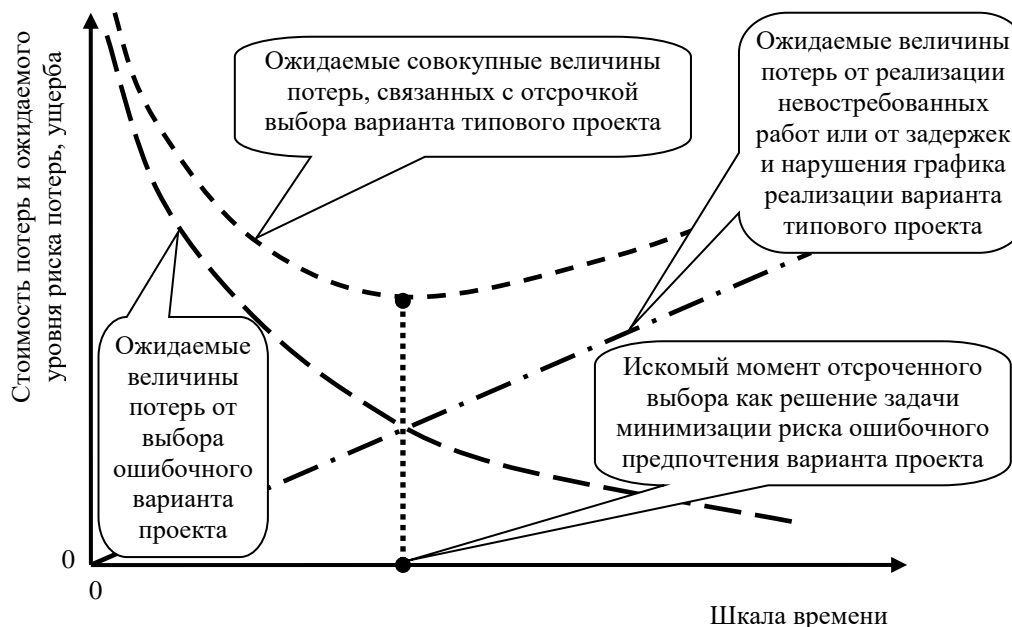 Стоимость потерь и ожидаемого
уровня риска потерь, ущерба
Ожидаемые совокупные величины
потерь, связанных с отсрочкой
выбора варианта типового проекта
Ожидаемые величины
потерь от реализации
невостребованных
работ или от задержек
и нарушения графика
реализации варианта
типового проекта
Ожидаемые
величины
потерь от
выбора
ошибочного
варианта
проекта
Искомый момент отсроченного
выбора как решение задачи
минимизации риска ошибочного
предпочтения варианта проекта
0
0
Шкала времени